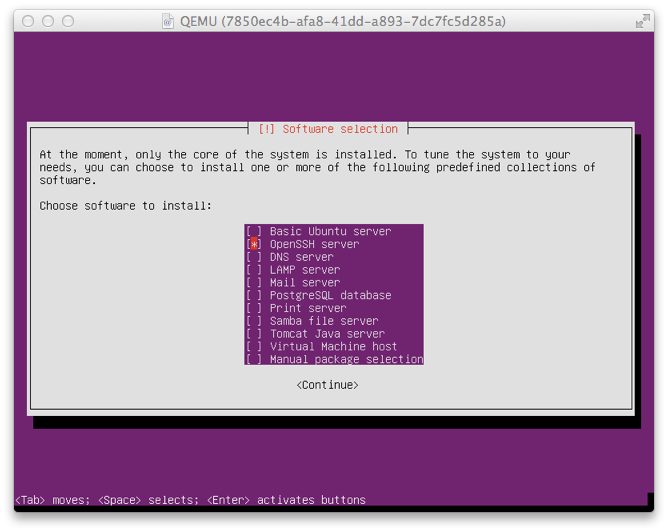 QEMU (7850ec4b-afa8-41dd-a893-7dc7fc5d285a)
[!] Software selection
At the moment, only the core of the system is installed. To tune the system to your
needs, you can choose to install one or more of the following predefined collections of
software.
Choose software to install:
[ ] Basic Ubuntu server
[*] OpenSSH server
[ ] DNS server
[ ] LAMP server
[ ] Mail server
[ ] PostgreSQL database
[ ] Print server
[ ] Samba file server
[ ] Tomcat Java server
[ ] Virtual Machine host
[ ] Manual package selection
<Continue>
<Tab> moves; <Space> selects; <Enter> activates buttons